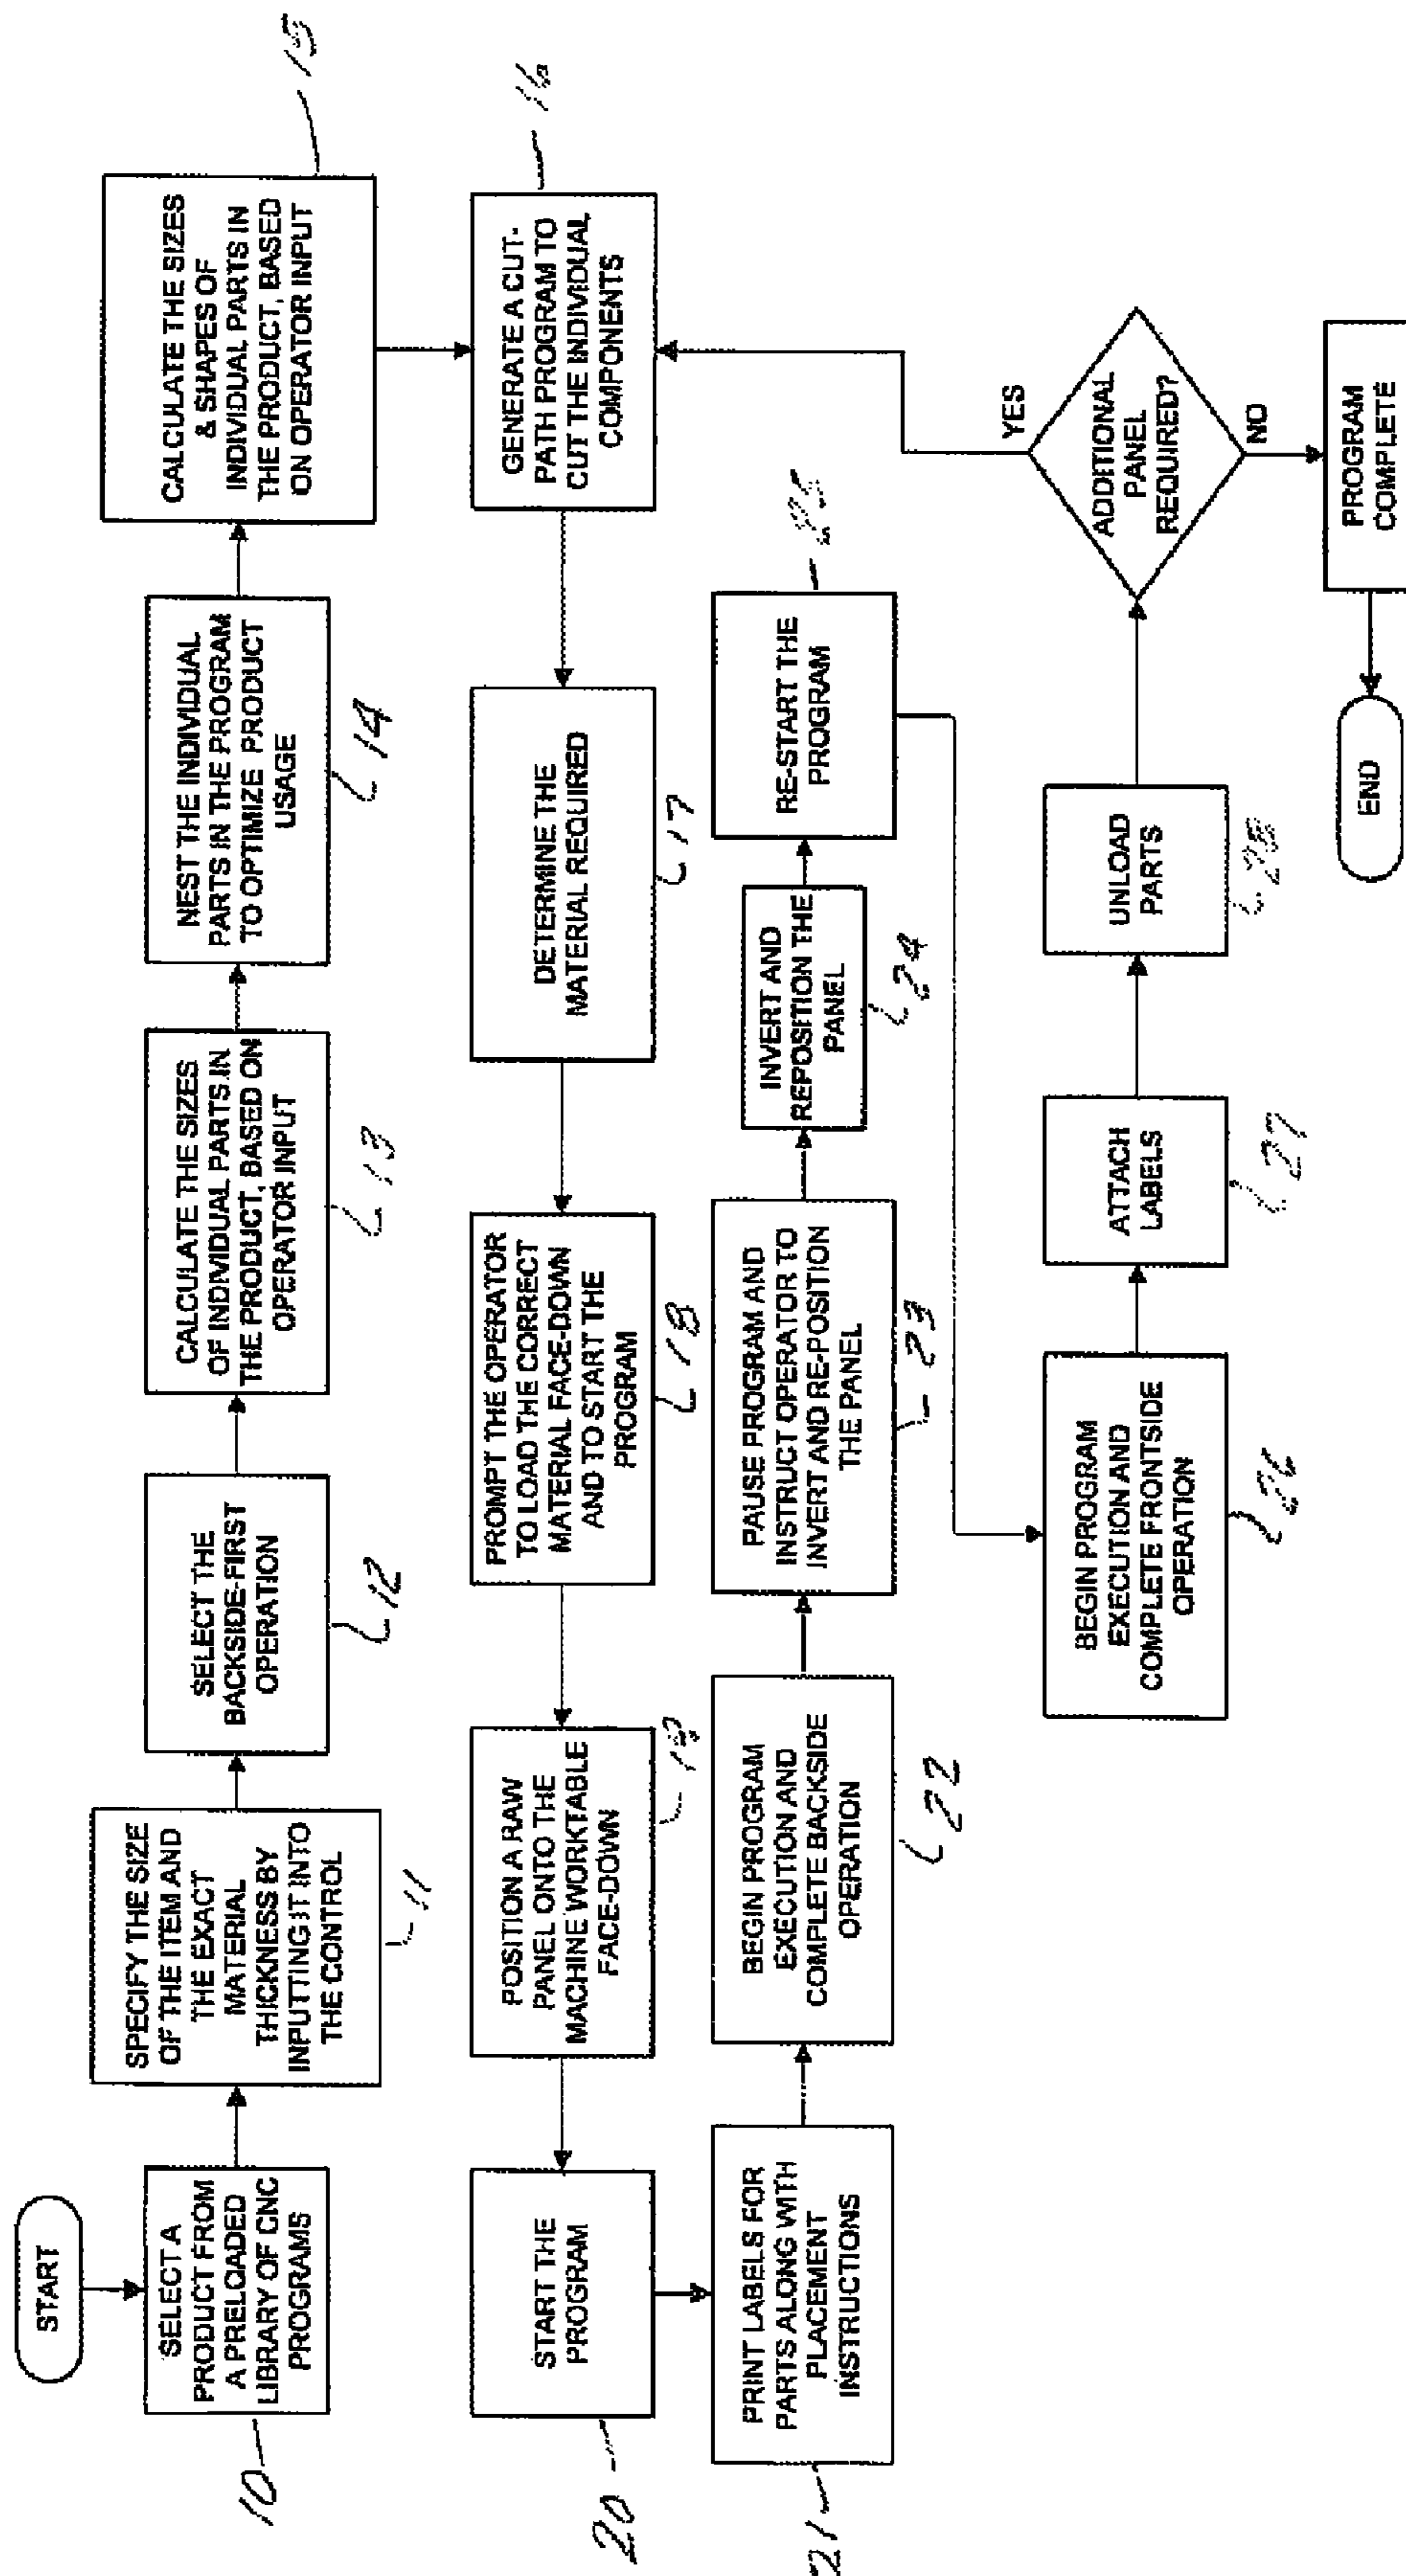 START
SELECT A
PRODUCT FROM
A PRELOADED
LIBRARY OF CNC
PROGRAMS
10
SPECIFY THE SIZE
OF THE ITEM AND
THE EXACT
MATERIAL
THICKNESS BY
INPUTTING IT INTO
THE CONTROL
11
SELECT THE
BACKSIDE-FIRST
OPERATION
12
CALCULATE THE SIZES
OF INDIVIDUAL PARTS IN
THE PRODUCT, BASED ON
OPERATOR INPUT
13
NEST THE INDIVIDUAL
PARTS IN THE PROGRAM
TO OPTIMIZE PRODUCT
USAGE
14
CALCULATE THE SIZES
& SHAPES OF
INDIVIDUAL PARTS IN
THE PRODUCT, BASED
ON OPERATOR INPUT
15
GENERATE A CUT-
PATH PROGRAM TO
CUT THE INDIVIDUAL
COMPONENTS
16
DETERMINE THE
MATERIAL REQUIRED
17
PROMPT THE OPERATOR
TO LOAD THE CORRECT
MATERIAL FACE-DOWN
AND TO START THE
PROGRAM
18
POSITION A RAW
PANEL ONTO THE
MACHINE WORKTABLE
FACE-DOWN
19
START THE
PROGRAM
20
PRINT LABELS FOR
PARTS ALONG WITH
PLACEMENT
INSTRUCTIONS
21
BEGIN PROGRAM
EXECUTION AND
COMPLETE BACKSIDE
OPERATION
22
PAUSE PROGRAM AND
INSTRUCT OPERATOR TO
INVERT AND RE-POSITION
THE PANEL
23
INVERT AND
REPOSITION THE
PANEL
24
RE-START THE
PROGRAM
25
BEGIN PROGRAM
EXECUTION AND
COMPLETE FRONTSIDE
OPERATION
26
ATTACH
LABELS
27
UNLOAD
PARTS
28
ADDITIONAL
PANEL
REQUIRED?
YES
NO
PROGRAM
COMPLETE
END